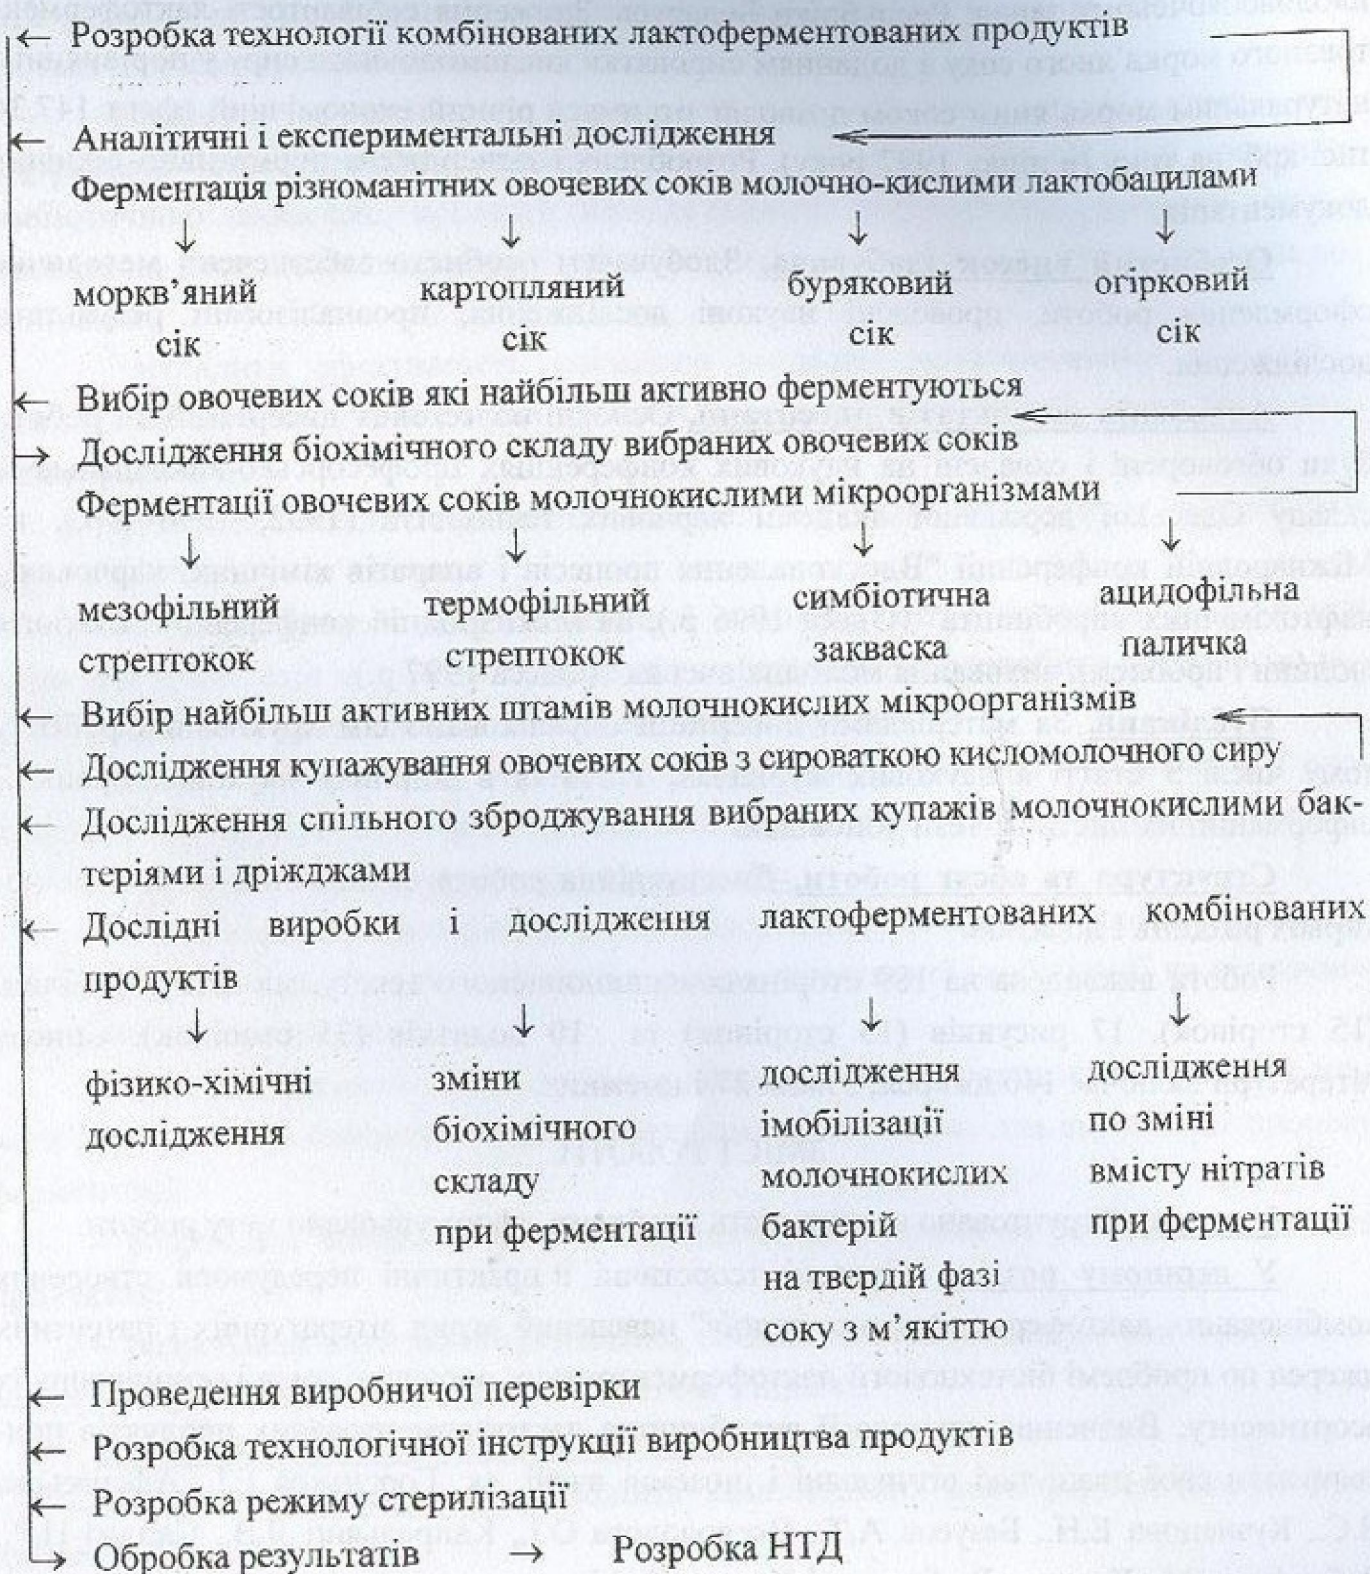 ← Розробка технології комбінованих лактоферментованих продуктів
← Аналітичні і експериментальні дослідження
Ферментація різноманітних овочевих соків молочно-кислими лактобацилами
↓ ↓ ↓ ↓
моркв'яний картопляний буряковий огірковий
сік сік сік сік
← Вибір овочевих соків які найбільш активно ферментуються
→ Дослідження біохімічного складу вибраних овочевих соків
Ферментації овочевих соків молочнокислими мікроорганізмами
↓ ↓ ↓ ↓
мезофільний термофільний симбіотична ацидофільна
стрептокок стрептокок закваска паличка
← Вибір найбільш активних штамів молочнокислих мікроорганізмів
← Дослідження купажування овочевих соків з сироваткою кисломолочного сиру
← Дослідження спільного зброджування вибраних купажів молочнокислими бак-
теріями і дріжджами
← Дослідні виробки і дослідження лактоферментованих комбінованих
продуктів
↓ ↓ ↓ ↓
фізико-хімічні зміни дослідження дослідження
дослідження біохімічного імобілізації по зміні
складу молочнокислих вмісту нітратів
при ферментації бактерій при ферментації
на твердій фазі
соку з м'якіттю
← Проведення виробничої перевірки
← Розробка технологічної інструкції виробництва продуктів
← Розробка режиму стерилізації
→ Обробка результатів → Розробка НТД